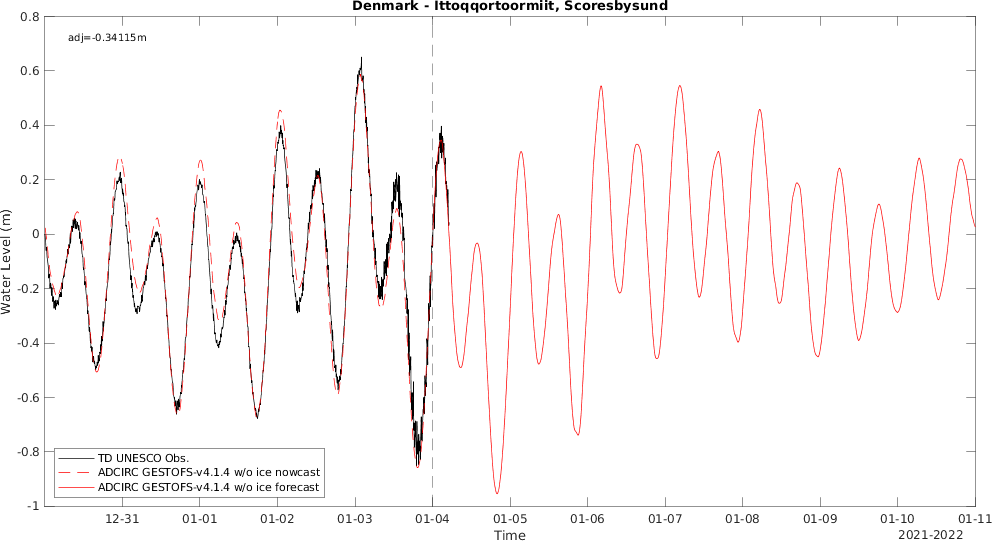 Denmark - Ittoqqortoormiit, Scoresbysund
adj=-0.34115m
0.8
0.6
0.4
0.2
0
-0.2
-0.4
-0.6
-0.8
-1
Water Level (m)
TD UNESCO Obs.
ADCIRC GESTOFS-v4.1.4 w/o ice nowcast
ADCIRC GESTOFS-v4.1.4 w/o ice forecast
12-31 01-01 01-02 01-03 01-04 01-05 01-06 01-07 01-08 01-09 01-10 01-11
Time
2021-2022